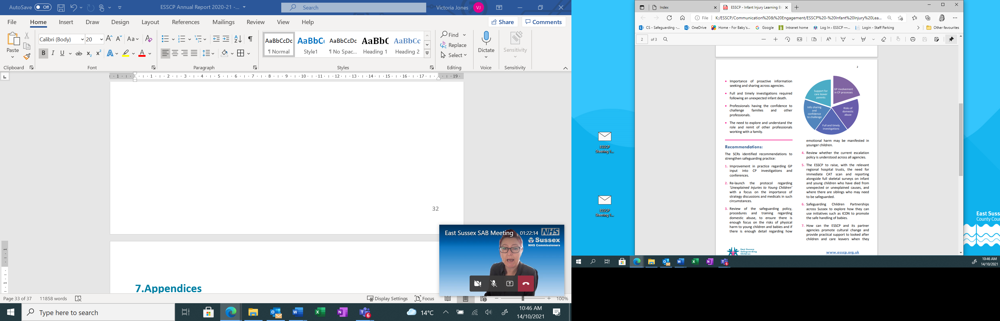 AutoSave Off
ESSCP Annual Report 2020-21 -...
Search
Victoria Jones VJ
File Home Insert Draw Design Layout References Mailings Review View Help
Share Comments
Paste
Calibri (Body) 20
Aa
AaBbCcDc AaBbCc AaBbCcDc AaBbC AaBbCc
¶ Normal Style1 ¶ No Spac... Heading 1 Heading 2
Find
Replace
Select
Dictate
Sensitivity
Clipboard Font Paragraph Styles Editing Voice Sensitivity
1 1 2 3 4 5 6 7 8 9 10 11 12 13 14 15 16 17 19
32
7.Appendices
East Sussex SAB Meeting 01:22:14 NHS
Sussex
NHS Commissioners
Page 33 of 37 11858 words
Display Settings Focus 100%
Type here to search
14°C
10:46 AM
14/10/2021
ESSCP
Steering 1...
ESSCP
Steering 1...
Index
ESSCP - Infant Injury Learning Br
File K:/ESSCP/Communication%20&%20Engagement/ESSCP%20-%20Infant%20Injury%20Lea...
CS - Safeguarding -... OneDrive Home - For Baby's... Google Intranet home Log In ‹ ESSCP —... Login - Staff Parking Other favourites
2 of 3
2
• Importance of proactive information
seeking and sharing across agencies.
• Full and timely investigations required
following an unexpected infant death.
• Professionals having the confidence to
challenge families and other
professionals.
• The need to explore and understand the
role and remit of other professionals
working with a family.
Recommendations:
The SCRs identified recommendations to
strengthen safeguarding practice:
1. Improvement in practice regarding GP
input into CP investigations and
conferences.
2. Re-launch the protocol regarding
‘Unexplained Injuries to Young Children’
with a focus on the importance of
strategy discussions and medicals in such
circumstances.
3. Review of the safeguarding policy,
procedures and training regarding
domestic abuse, to ensure there is
enough focus on the risks of physical
harm to young children and babies and if
there is enough detail regarding how
GP involvement
in CP processes
Risks of
domestic
abuse
Full and timely
investigations
Info sharing
and
confidence
to challenge
Support for
care leaver
parents
emotional harm may be manifested in
younger children.
4. Review whether the current escalation
policy is understood across all agencies.
5. The ESSCP to raise, with the relevant
regional hospital trusts, the need for
immediate CAT scan and reporting
alongside full skeletal surveys on infant
and young children who have died from
unexpected or unexplained causes, and
where there are siblings who may need
to be safeguarded.
6. Safeguarding Children Partnerships
across Sussex to explore how they can
use initiatives such as ICON to promote
the safe handling of babies.
7. How can the ESSCP and its partner
agencies promote cultural change and
provide practical support to looked after
children and care leavers when they
East Sussex
Safeguarding
Children
www.esscp.org.uk
East Suss
County Cou
10:46 AM
14/10/2021